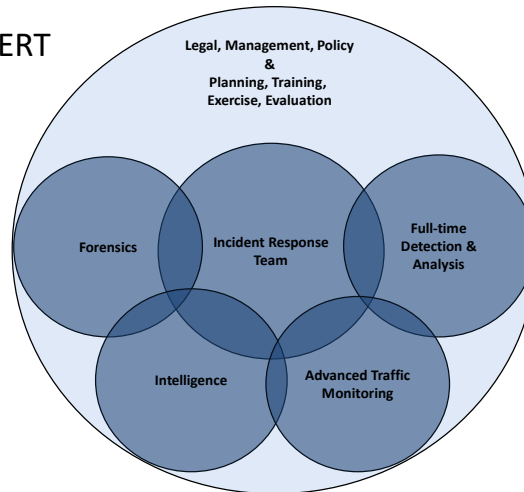 ERT
Legal, Management, Policy
&
Planning, Training,
Exercise, Evaluation
Forensics
Incident Response
Team
Full-time
Detection &
Analysis
Intelligence
Advanced Traffic
Monitoring